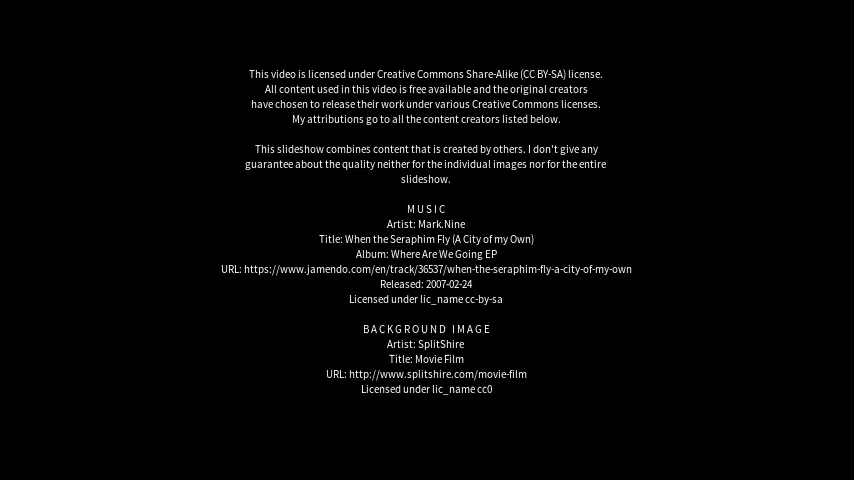 This video is licensed under Creative Commons Share-Alike (CC BY-SA) license.
All content used in this video is free available and the original creators
have chosen to release their work under various Creative Commons licenses.
My attributions go to all the content creators listed below.
This slideshow combines content that is created by others. I don't give any
guarantee about the quality neither for the individual images nor for the entire
slideshow.
MUSIC
Artist: Mark.Nine
Title: When the Seraphim Fly (A City of my Own)
Album: Where Are We Going EP
URL: https://www.jamendo.com/en/track/36537/when-the-seraphim-fly-a-city-of-my-own
Released: 2007-02-24
Licensed under lic_name cc-by-sa
BACKGROUND IMAGE
Artist: SplitShire
Title: Movie Film
URL: http://www.splitshire.com/movie-film
Licensed under lic_name cc0